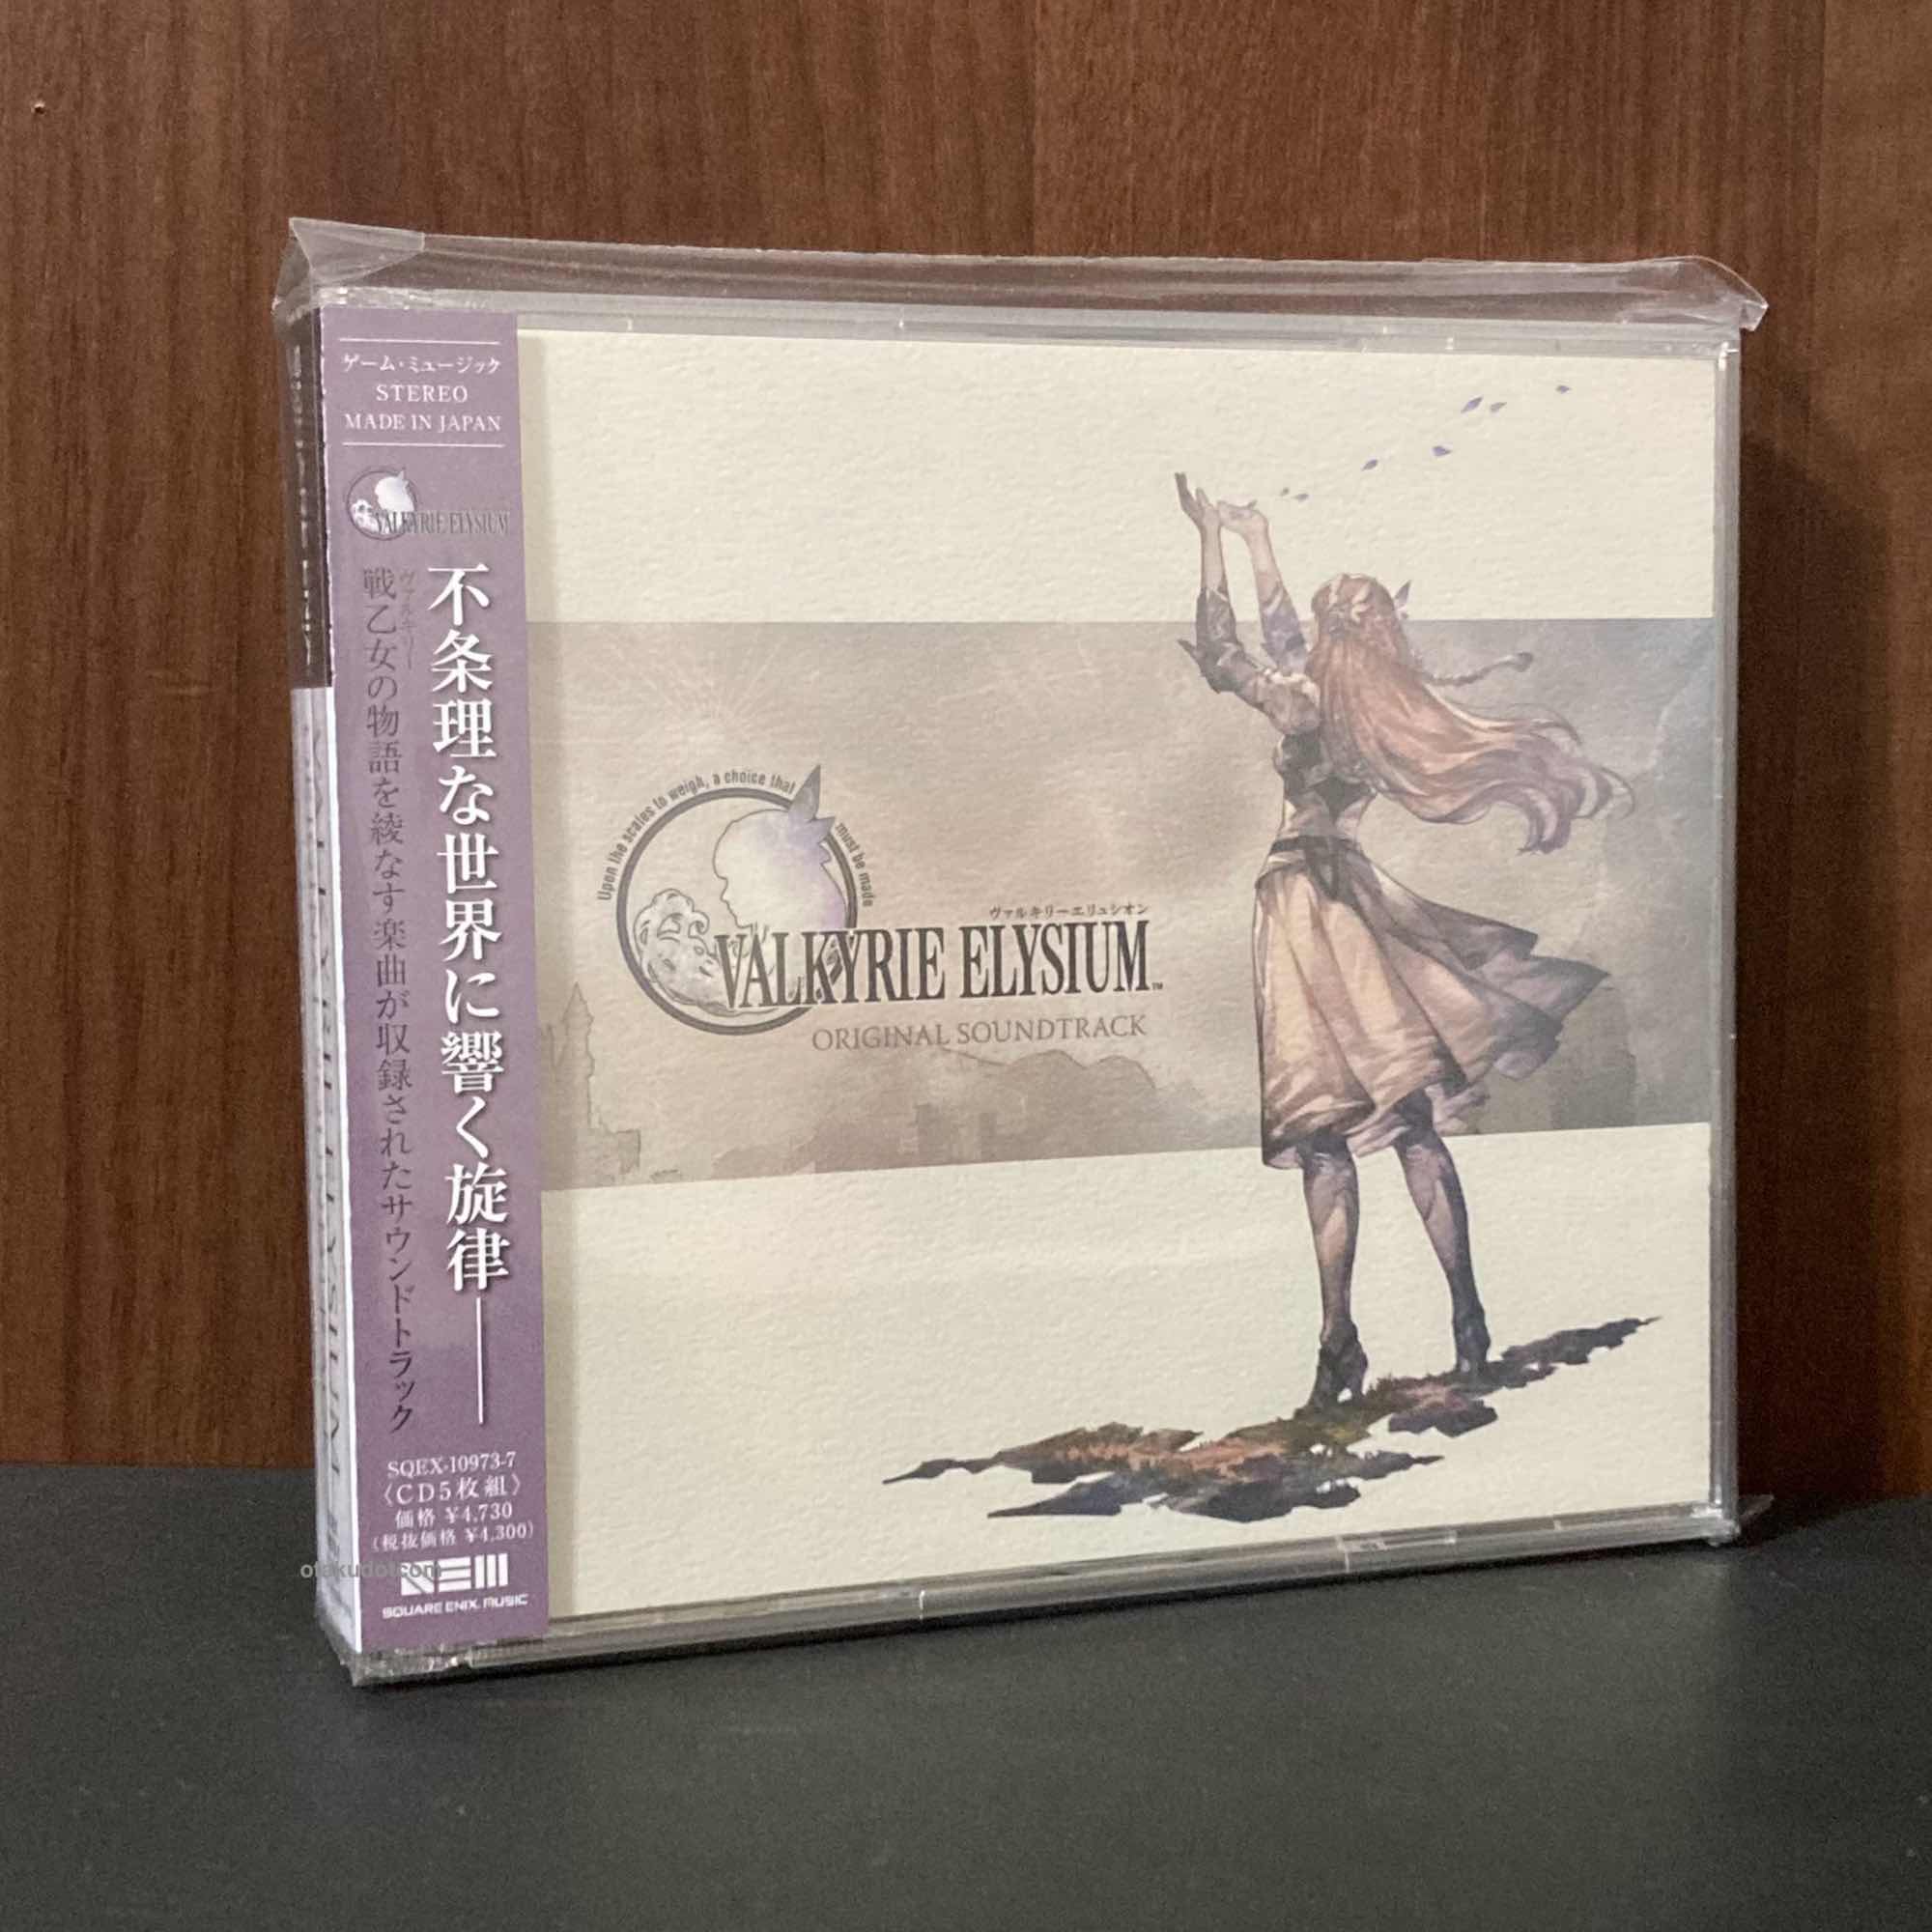 ゲーム・ミュージック
STEREO
MADE IN JAPAN
VALKYRIE ELYSIUM
不条理な世界に響く旋律――
ヴァルキリー
戦乙女の物語を綾なす楽曲が収録されたサウンドトラック
SQEX-10973-7
〈CD5枚組〉
価格 ¥4,730
(税抜価格 ¥4,300)
SQUARE ENIX MUSIC
otakudot.com
Upon the scales to weigh, a choice that must be made
ヴァルキリーエリュシオン
VALKYRIE ELYSIUM™
ORIGINAL SOUNDTRACK